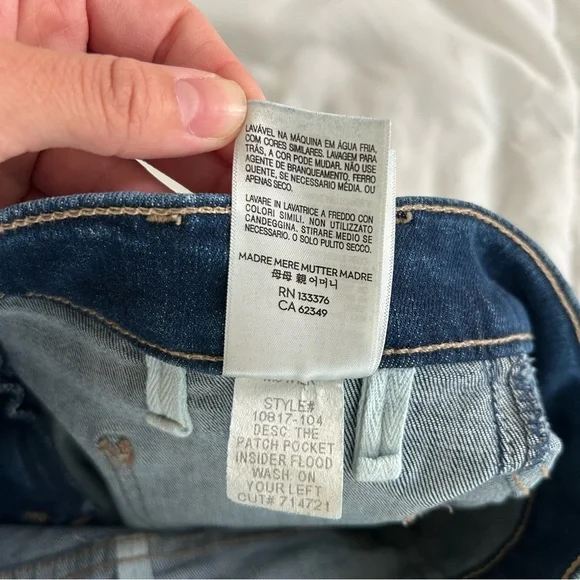 LAVÁVEL NA MÁQUINA EM ÁGUA FRIA,
COM CORES SIMILARES. LAVAGEM PARA
TRÁS, A COR PODE MUDAR. NÃO USE
AGENTE DE BRANQUEAMENTO. FERRO
QUENTE, SE NECESSARIO MÉDIA. OU
APENAS SECO.
LAVARE IN LAVATRICE A FREDDO CON
COLORI SIMILI. NON UTILIZZATO
CANDEGGINA. STIRARE MEDIO SE
NECESSARIO. O SOLO PULITO SECCO.
MADRE MERE MUTTER MADRE
母母 親 어머니
RN 133376
CA 62349
MOTHER
STYLE#
10817-104
DESC THE
PATCH POCKET
INSIDER FLOOD
WASH ON
YOUR LEFT
CUT# 714721